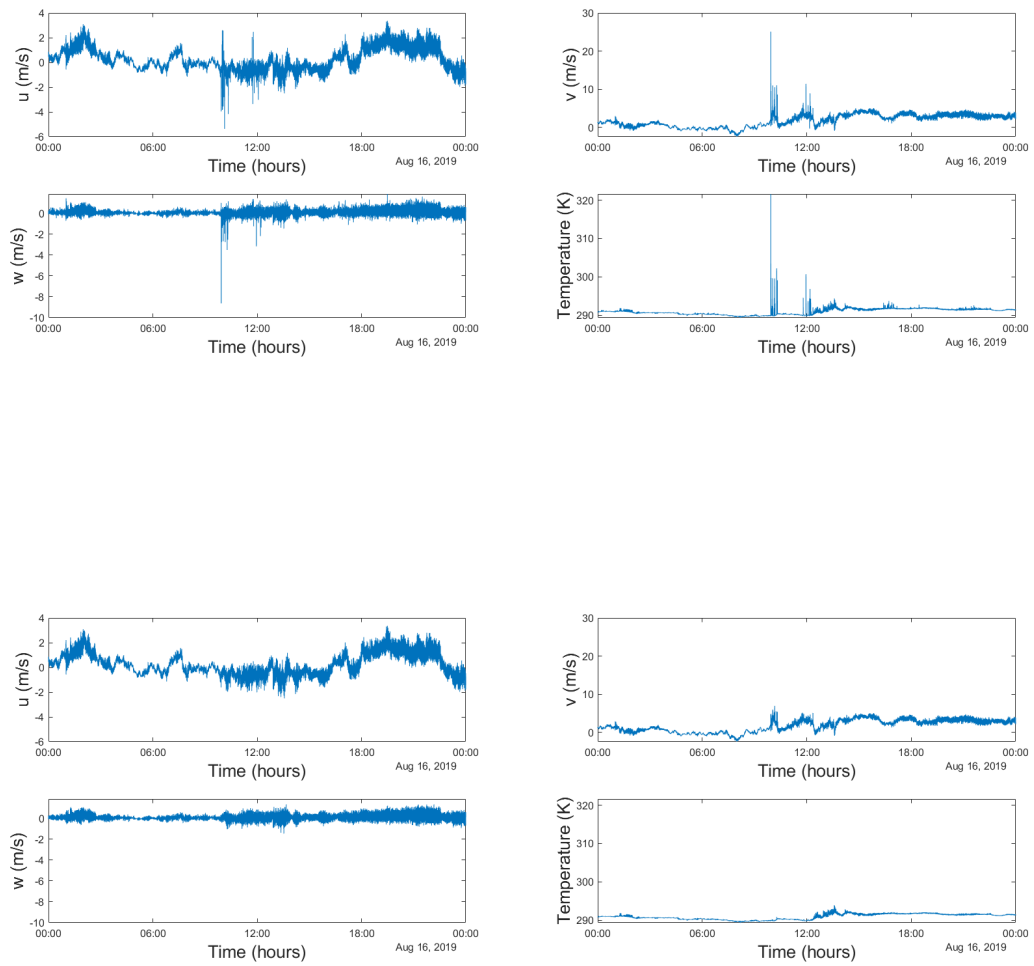 u (m/s)
4
2
0
-2
-4
-6
00:00 06:00 12:00 18:00 00:00
Time (hours)
Aug 16, 2019
v (m/s)
30
20
10
0
00:00 06:00 12:00 18:00 00:00
Time (hours)
Aug 16, 2019
w (m/s)
0
-2
-4
-6
-8
-10
00:00 06:00 12:00 18:00 00:00
Time (hours)
Aug 16, 2019
Temperature (K)
320
310
300
290
00:00 06:00 12:00 18:00 00:00
Time (hours)
Aug 16, 2019
u (m/s)
4
2
0
-2
-4
-6
00:00 06:00 12:00 18:00 00:00
Time (hours)
Aug 16, 2019
v (m/s)
30
20
10
0
00:00 06:00 12:00 18:00 00:00
Time (hours)
Aug 16, 2019
w (m/s)
0
-2
-4
-6
-8
-10
00:00 06:00 12:00 18:00 00:00
Time (hours)
Aug 16, 2019
Temperature (K)
320
310
300
290
00:00 06:00 12:00 18:00 00:00
Time (hours)
Aug 16, 2019